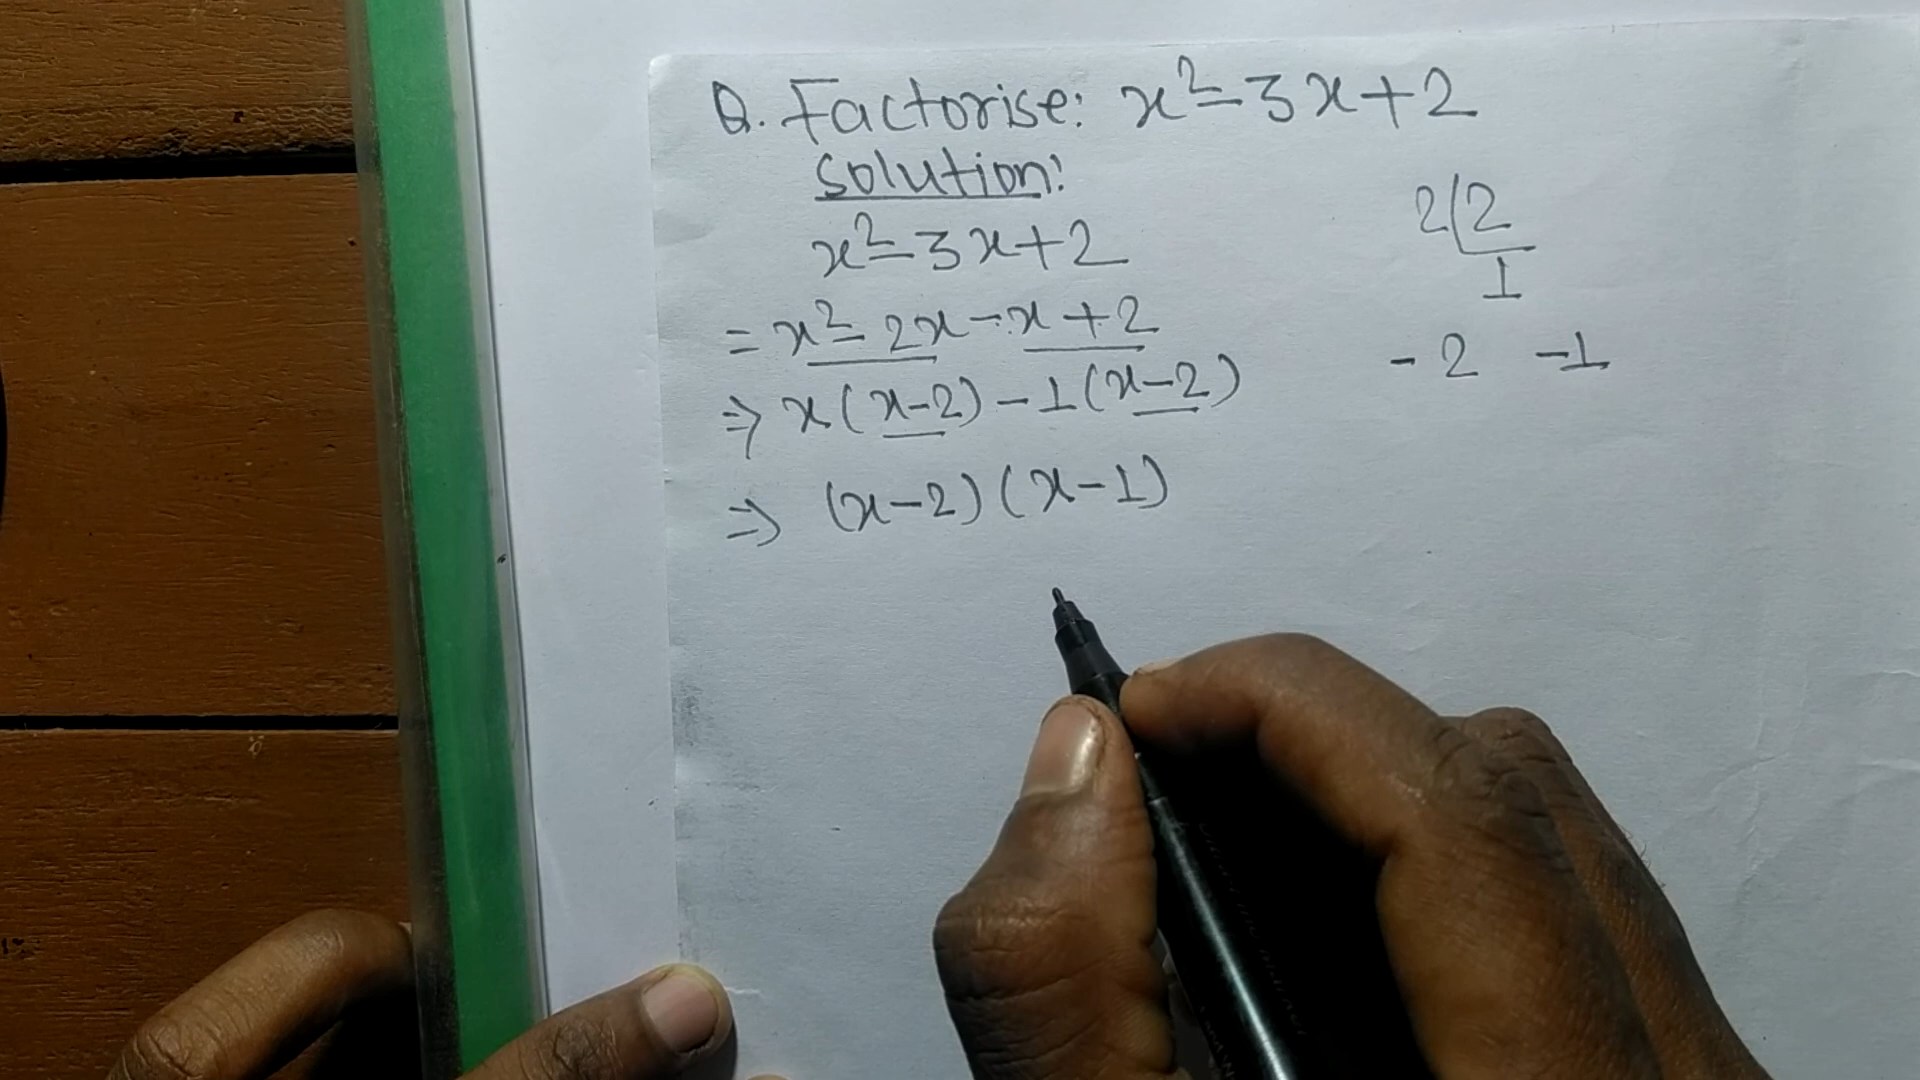 Q. Factorise: x²-3x+2
Solution:
x²-3x+2
= x²-2x-x+2
⇒ x(x-2)-1(x-2)
⇒ (x-2)(x-1)
2(2
1
-2 -1